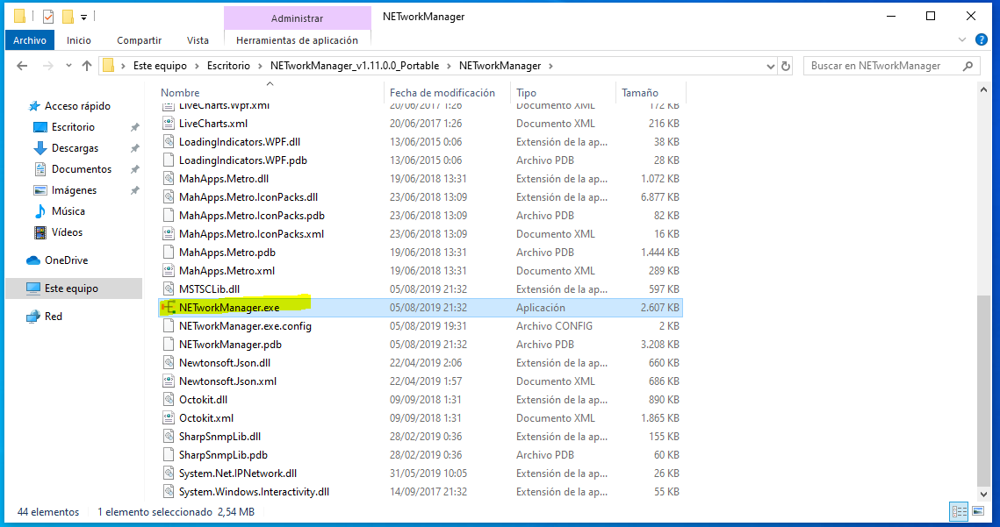 Administrar
NETworkManager
Archivo Inicio Compartir Vista Herramientas de aplicación
Este equipo Escritorio NETworkManager_v1.11.0.0_Portable NETworkManager
Buscar en NETworkManager
Acceso rápido
Escritorio
Descargas
Documentos
Imágenes
Música
Vídeos
OneDrive
Este equipo
Red
Nombre Fecha de modificación Tipo Tamaño
LiveCharts.Wpf.xml 20/06/2017 1:26 Documento XML 172 KB
LiveCharts.xml 20/06/2017 1:26 Documento XML 216 KB
LoadingIndicators.WPF.dll 13/06/2015 0:06 Extensión de la ap... 38 KB
LoadingIndicators.WPF.pdb 13/06/2015 0:06 Archivo PDB 28 KB
MahApps.Metro.dll 19/06/2018 13:31 Extensión de la ap... 1.072 KB
MahApps.Metro.IconPacks.dll 23/06/2018 13:09 Extensión de la ap... 6.877 KB
MahApps.Metro.IconPacks.pdb 23/06/2018 13:09 Archivo PDB 82 KB
MahApps.Metro.IconPacks.xml 23/06/2018 13:09 Documento XML 16 KB
MahApps.Metro.pdb 19/06/2018 13:31 Archivo PDB 1.444 KB
MahApps.Metro.xml 19/06/2018 13:31 Documento XML 289 KB
MSTSCLib.dll 05/08/2019 21:32 Extensión de la ap... 597 KB
NETworkManager.exe 05/08/2019 21:32 Aplicación 2.607 KB
NETworkManager.exe.config 05/08/2019 19:31 Archivo CONFIG 2 KB
NETworkManager.pdb 05/08/2019 21:32 Archivo PDB 3.208 KB
Newtonsoft.Json.dll 22/04/2019 2:06 Extensión de la ap... 660 KB
Newtonsoft.Json.xml 22/04/2019 1:57 Documento XML 686 KB
Octokit.dll 09/09/2018 1:31 Extensión de la ap... 890 KB
Octokit.xml 09/09/2018 1:31 Documento XML 1.865 KB
SharpSnmpLib.dll 28/02/2019 0:36 Extensión de la ap... 155 KB
SharpSnmpLib.pdb 28/02/2019 0:36 Archivo PDB 60 KB
System.Net.IPNetwork.dll 31/05/2019 10:05 Extensión de la ap... 26 KB
System.Windows.Interactivity.dll 14/09/2017 21:32 Extensión de la ap... 55 KB
44 elementos 1 elemento seleccionado 2,54 MB